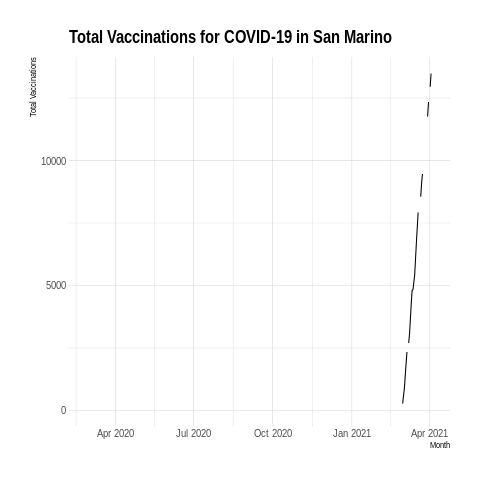 Total Vaccinations for COVID-19 in San Marino
Total Vaccinations
10000
5000
0
Apr 2020 Jul 2020 Oct 2020 Jan 2021 Apr 2021
Month